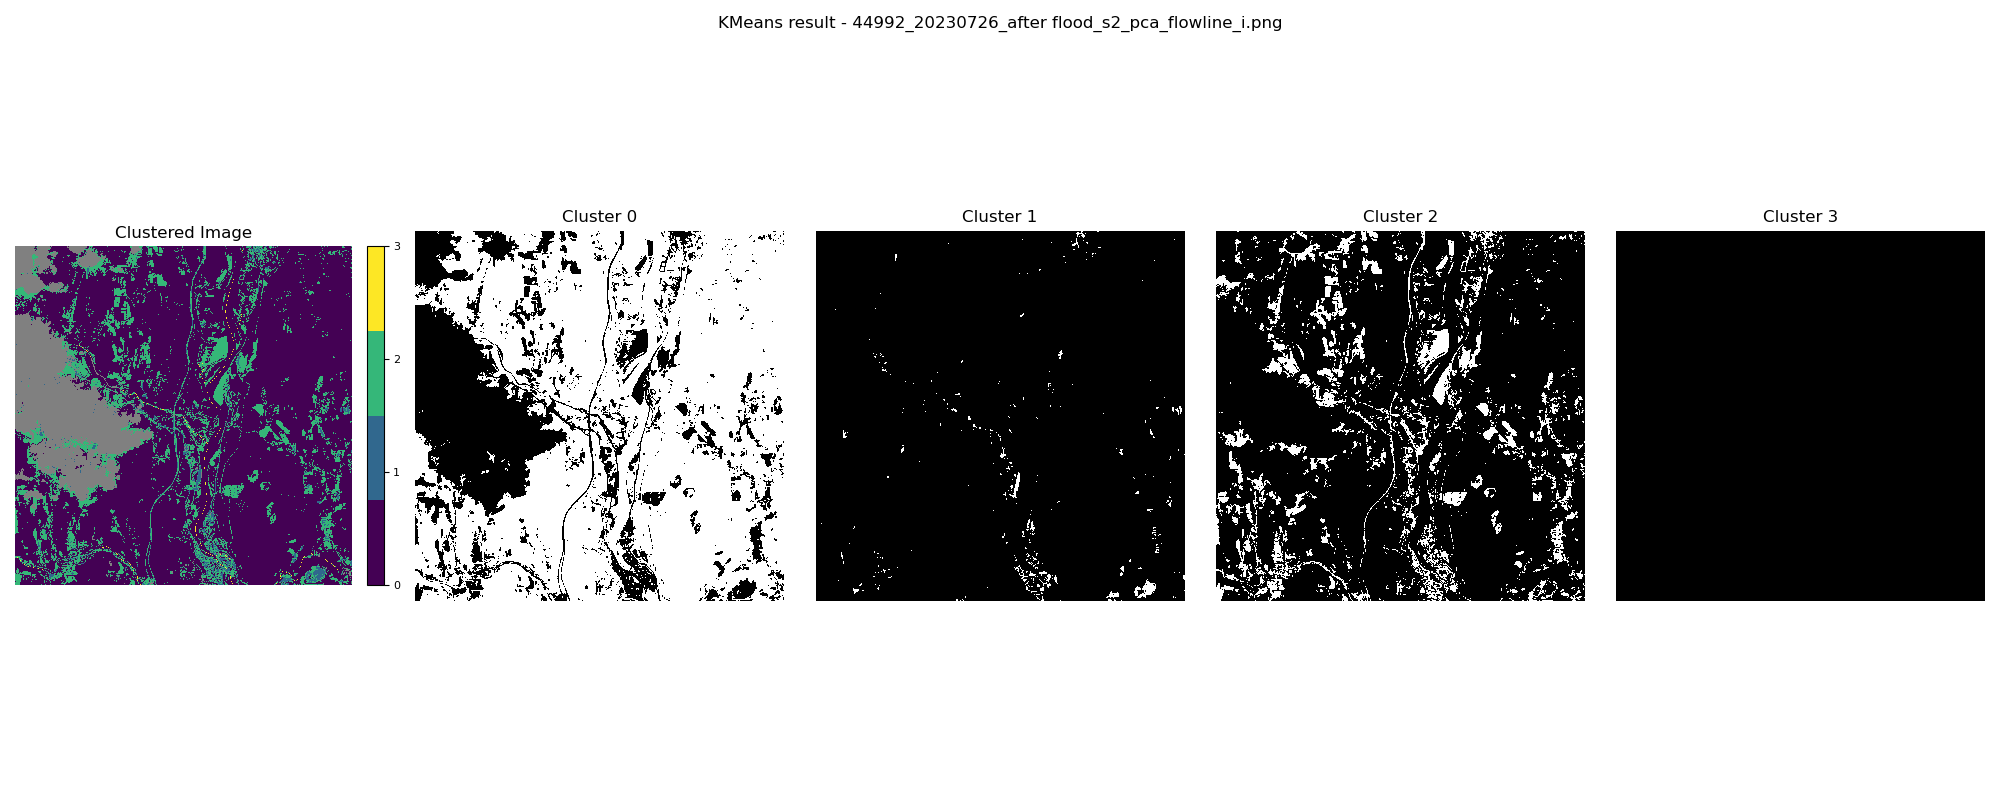 KMeans result - 44992_20230726_after flood_s2_pca_flowline_i.png
Clustered Image
3
2
1
0
Cluster 0
Cluster 1
Cluster 2
Cluster 3